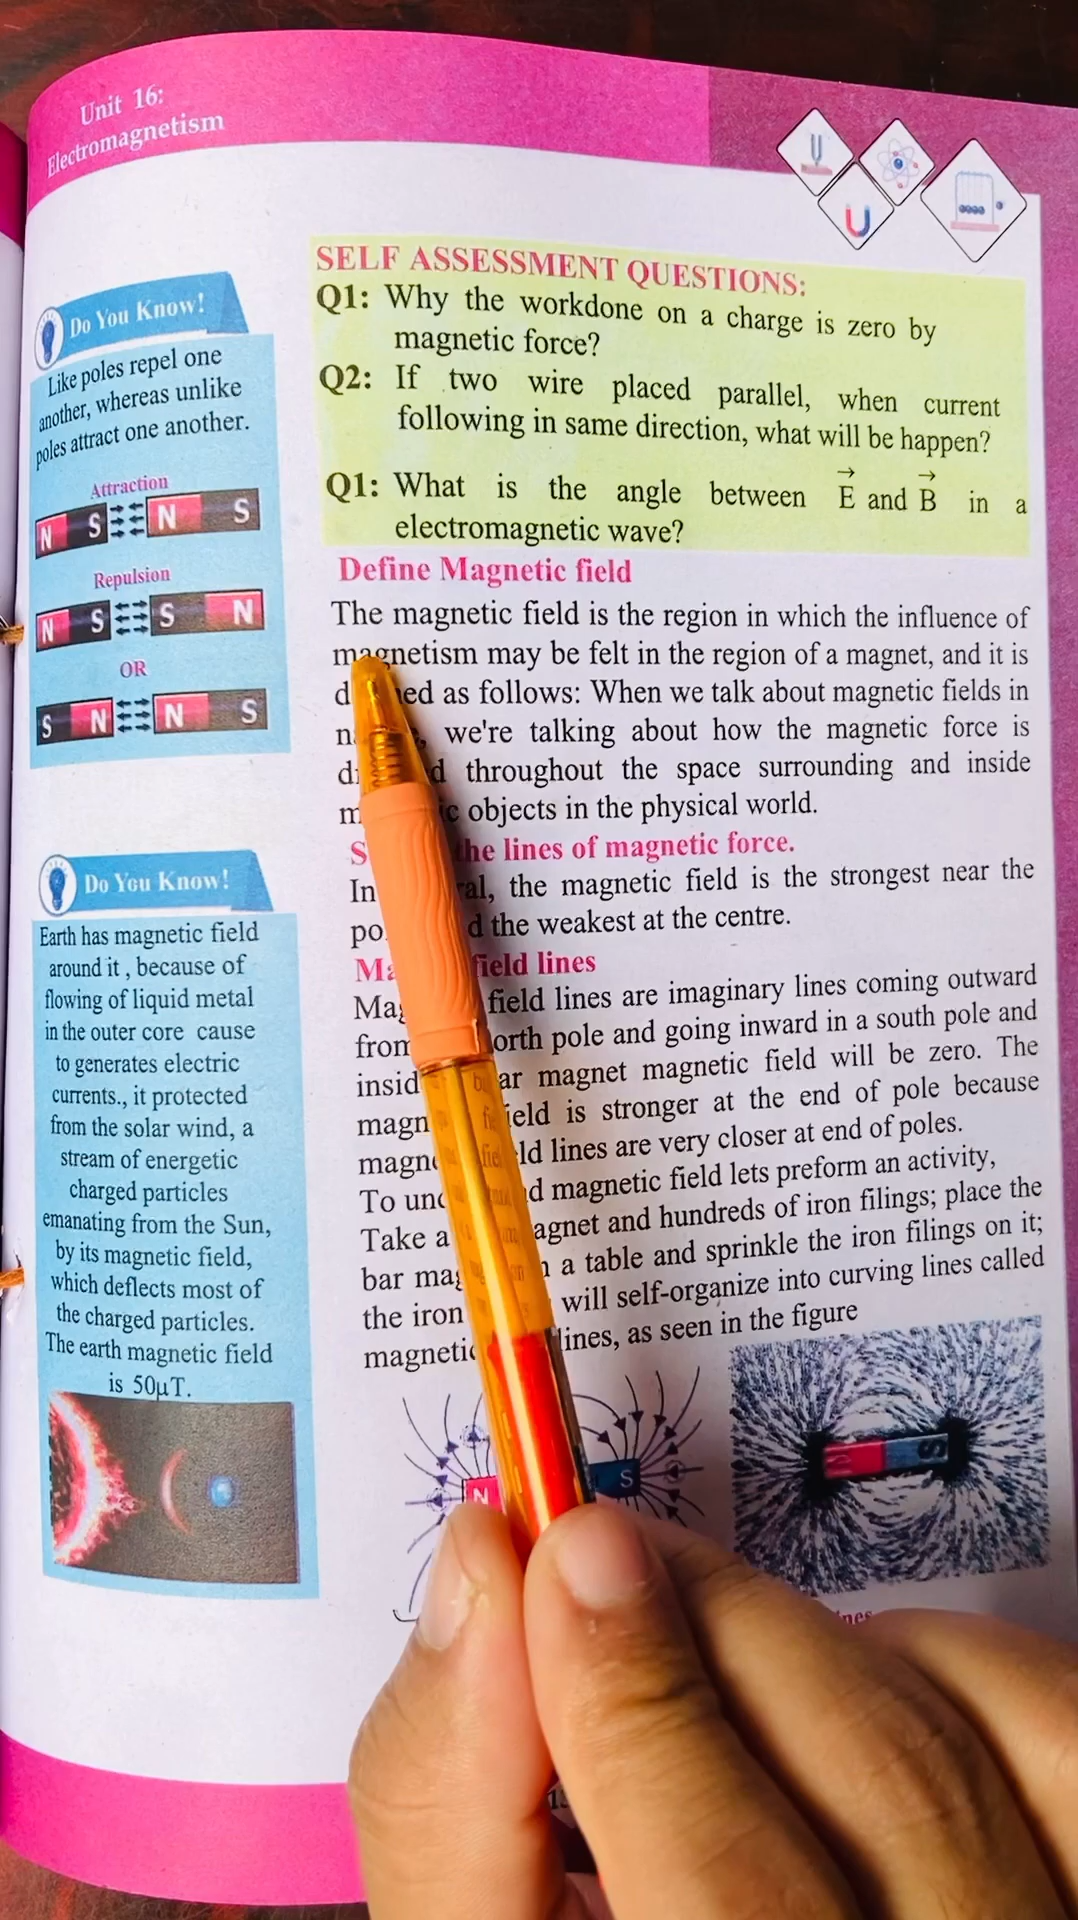 Unit 16:
Electromagnetism
Do You Know!
Like poles repel one
another, whereas unlike
poles attract one another.
Attraction
N S N S
Repulsion
N S S N
OR
S N N S
Do You Know!
Earth has magnetic field
around it , because of
flowing of liquid metal
in the outer core cause
to generates electric
currents., it protected
from the solar wind, a
stream of energetic
charged particles
emanating from the Sun,
by its magnetic field,
which deflects most of
the charged particles.
The earth magnetic field
is 50μT.
SELF ASSESSMENT QUESTIONS:
Q1: Why the workdone on a charge is zero by
magnetic force?
Q2: If two wire placed parallel, when current
following in same direction, what will be happen?
Q1: What is the angle between E⃗ and B⃗ in a
electromagnetic wave?
Define Magnetic field
The magnetic field is the region in which the influence of
magnetism may be felt in the region of a magnet, and it is
as follows: When we talk about magnetic fields in
we're talking about how the magnetic force is
throughout the space surrounding and inside
objects in the physical world.
the lines of magnetic force.
In the magnetic field is the strongest near the
the weakest at the centre.
field lines
field lines are imaginary lines coming outward
from pole and going inward in a south pole and
magnet magnetic field will be zero. The
is stronger at the end of pole because
lines are very closer at end of poles.
To magnetic field lets preform an activity,
Take a and hundreds of iron filings; place the
bar a table and sprinkle the iron filings on it;
the iron will self-organize into curving lines called
lines, as seen in the figure
N S
S